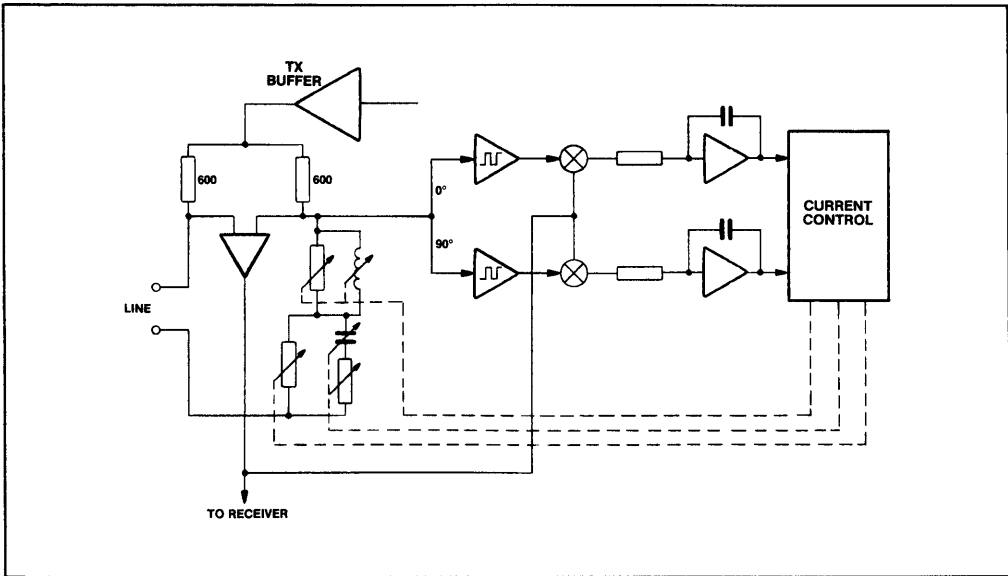 TX
BUFFER
600
600
0°
90°
CURRENT
CONTROL
LINE
TO RECEIVER